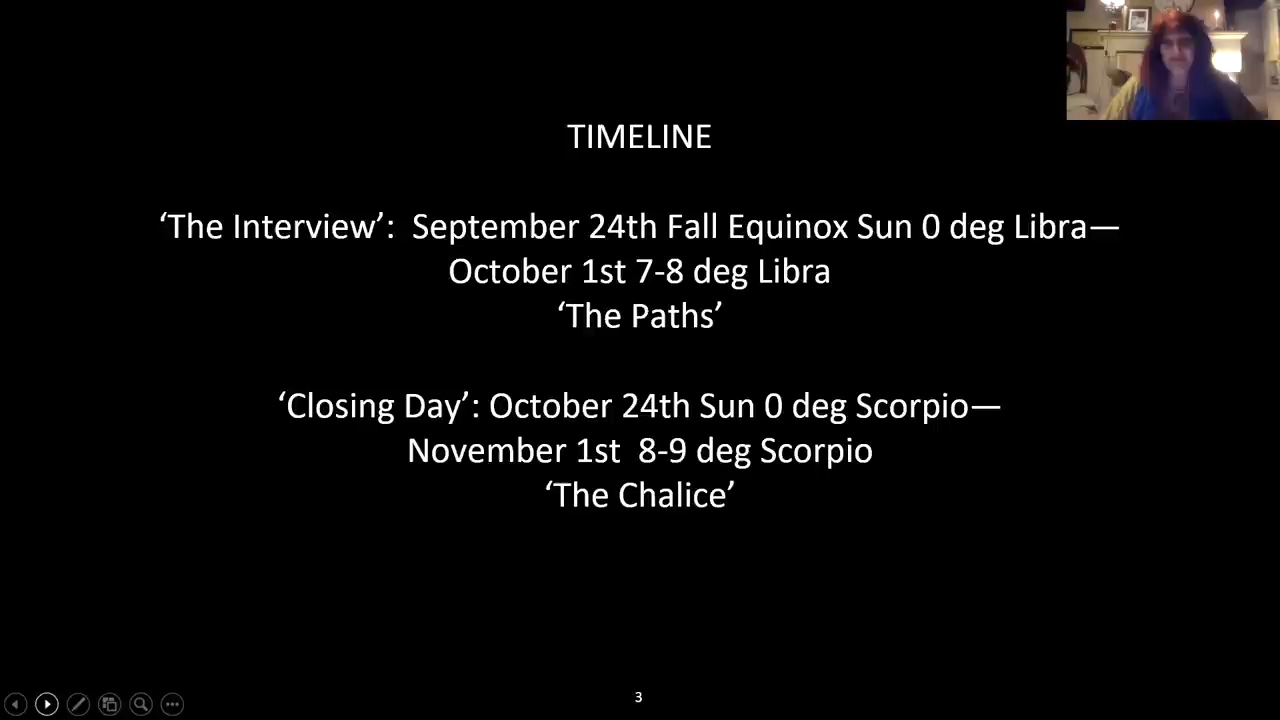 TIMELINE
‘The Interview’:  September 24th Fall Equinox Sun 0 deg Libra—
October 1st 7-8 deg Libra
‘The Paths’
‘Closing Day’: October 24th Sun 0 deg Scorpio—
November 1st  8-9 deg Scorpio
‘The Chalice’
3